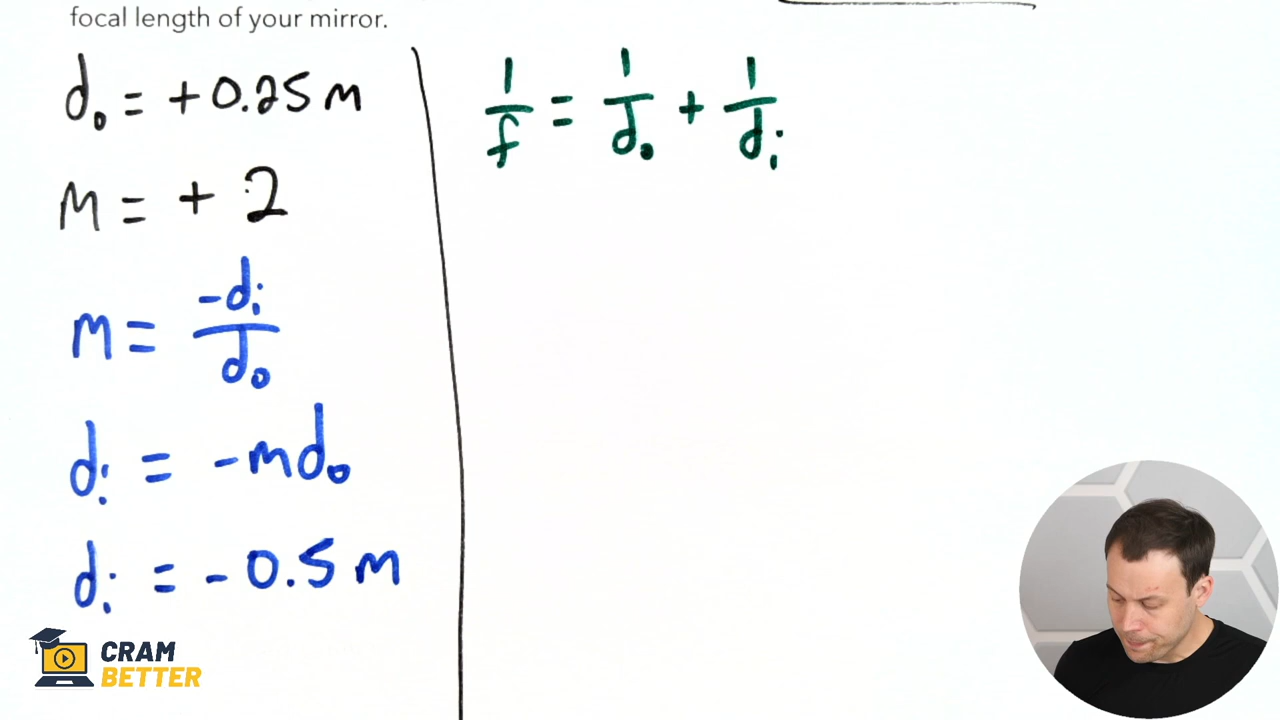 focal length of your mirror.
d₀ = +0.25 m
M = + 2
M = -dᵢ / d₀
dᵢ = -md₀
dᵢ = -0.5 m
1/f = 1/d₀ + 1/dᵢ
CRAM
BETTER